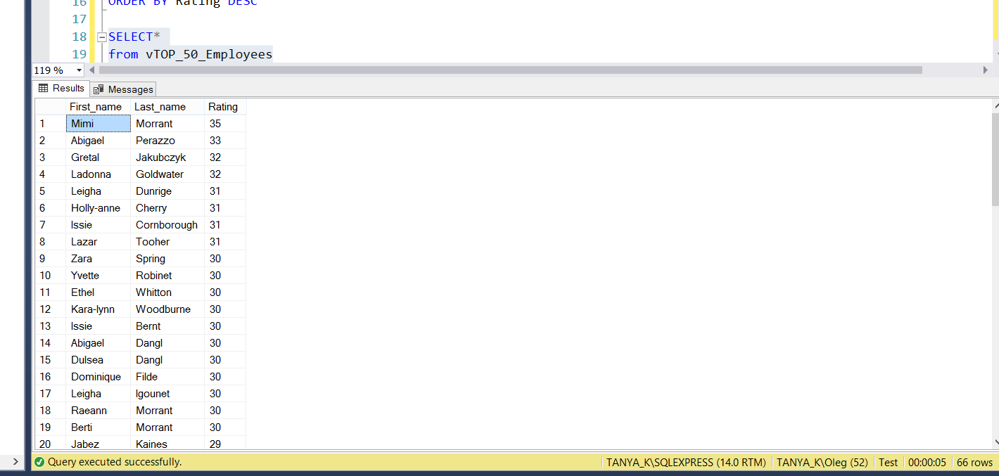 16 ORDER BY Rating DESC
17
18 SELECT*
19 from vTOP_50_Employees
119 %
Results Messages
First_name Last_name Rating
1 Mimi Morrant 35
2 Abigael Perazzo 33
3 Gretal Jakubczyk 32
4 Ladonna Goldwater 32
5 Leigha Dunrige 31
6 Holly-anne Cherry 31
7 Issie Cornborough 31
8 Lazar Tooher 31
9 Zara Spring 30
10 Yvette Robinet 30
11 Ethel Whitton 30
12 Kara-lynn Woodburne 30
13 Issie Bernt 30
14 Abigael Dangl 30
15 Dulsea Dangl 30
16 Dominique Filde 30
17 Leigha Igounet 30
18 Raeann Morrant 30
19 Berti Morrant 30
20 Jabez Kaines 29
Query executed successfully. TANYA_K\SQLEXPRESS (14.0 RTM) TANYA_K\Oleg (52) Test 00:00:05 66 rows